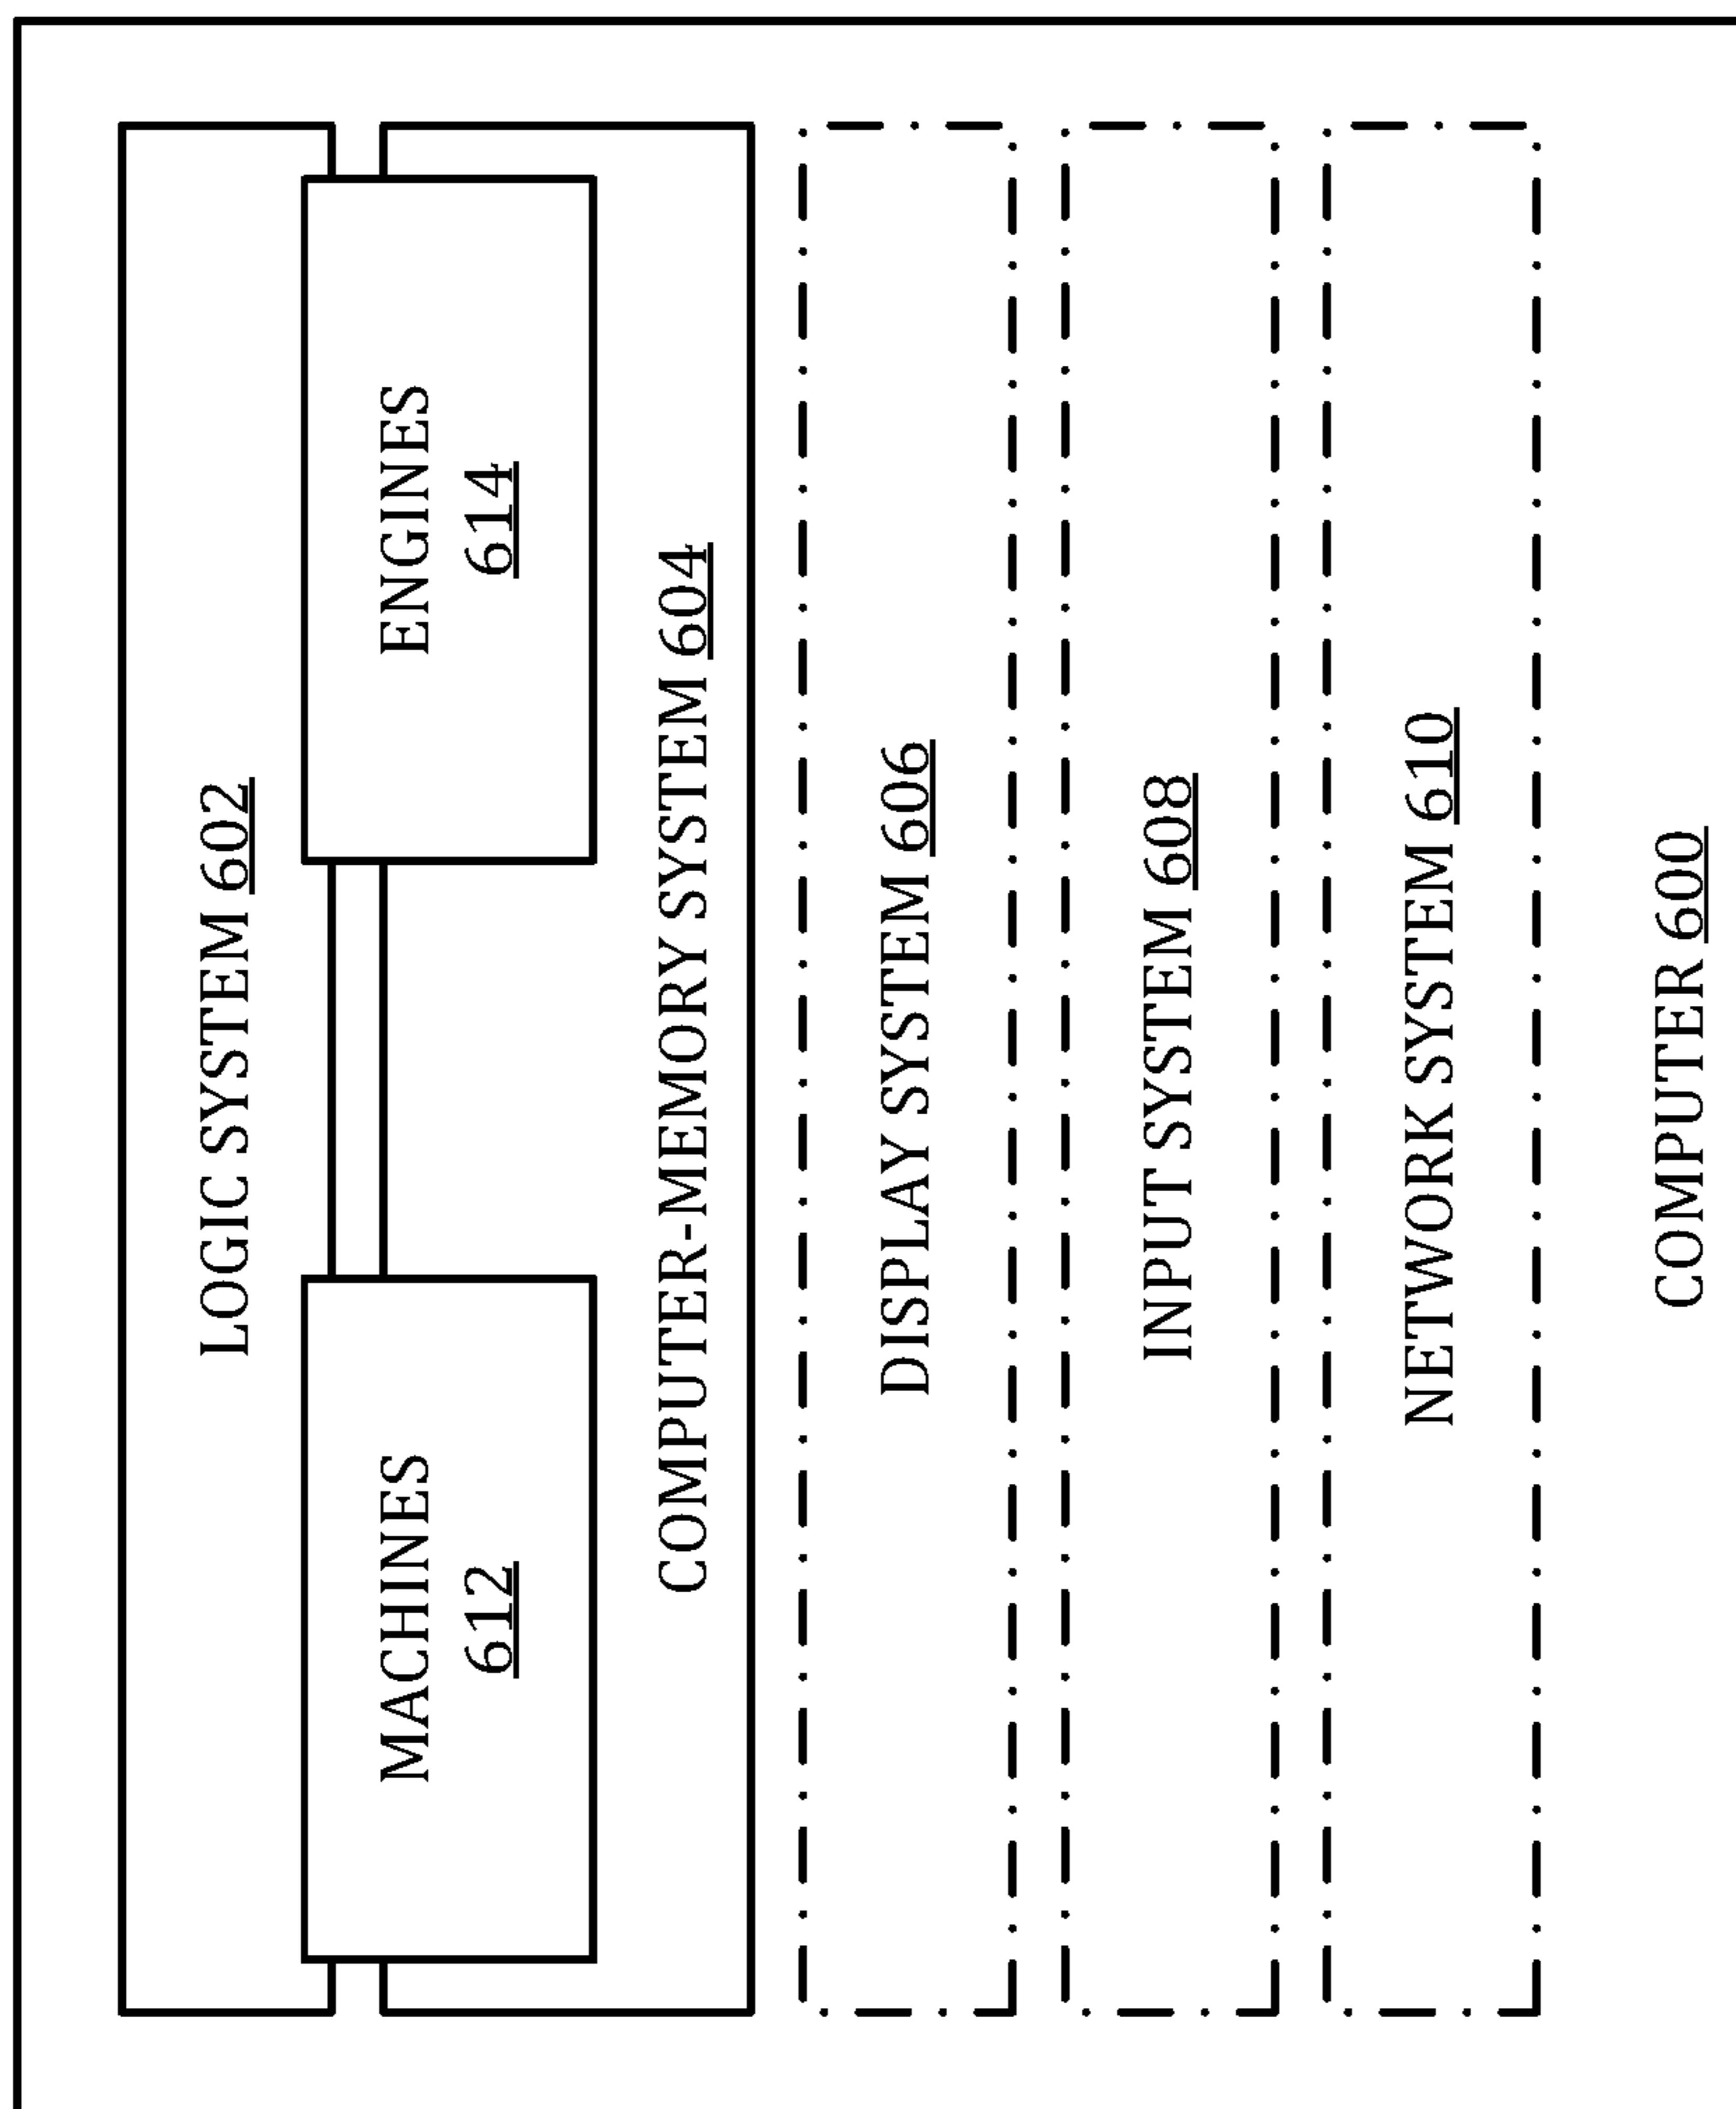 LOGIC SYSTEM 602
MACHINES
612
ENGINES
614
COMPUTER-MEMORY SYSTEM 604
DISPLAY SYSTEM 606
INPUT SYSTEM 608
NETWORK SYSTEM 610
COMPUTER 600